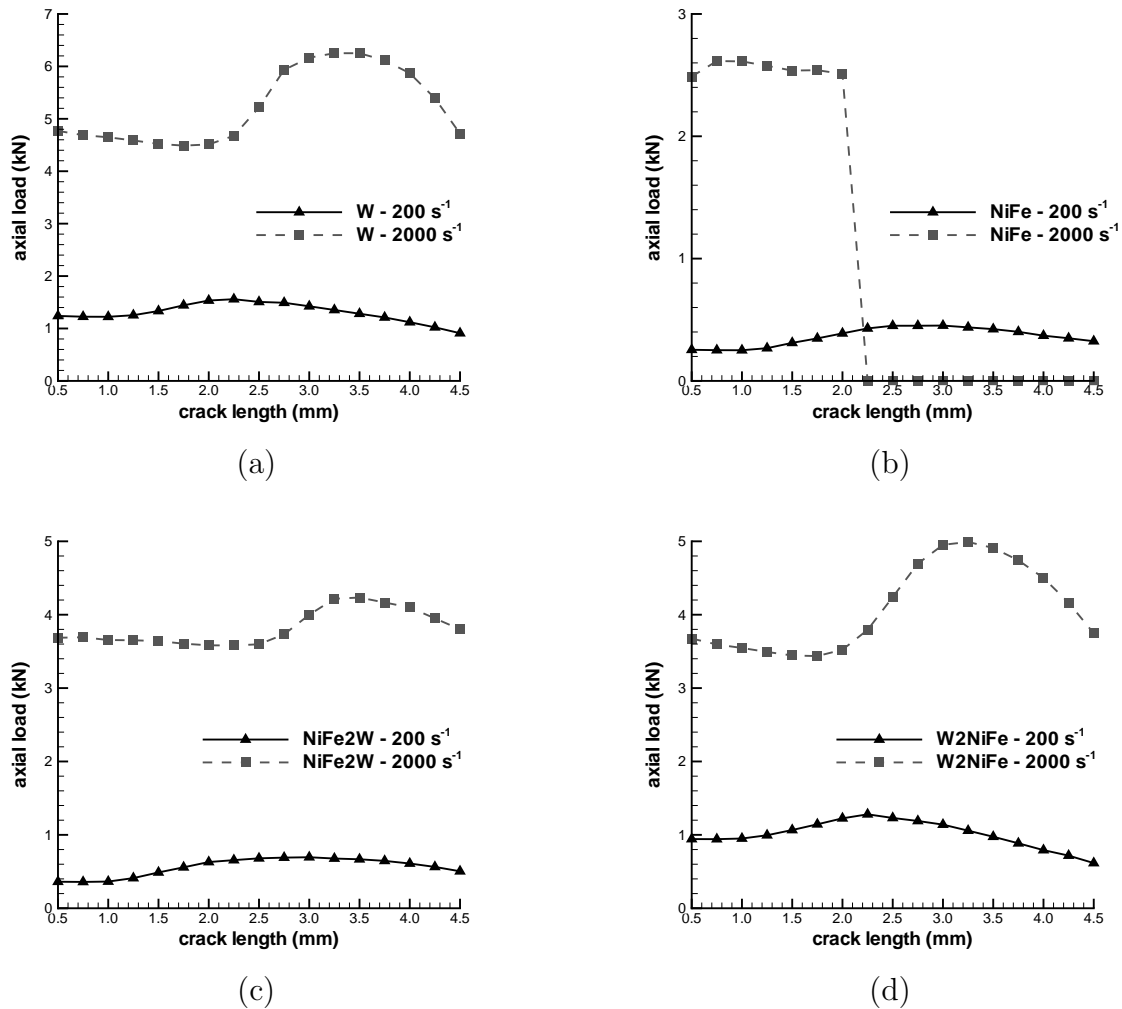 7
6
5
4
3
2
1
0
axial load (kN)
W - 200 s-1
W - 2000 s-1
0.5 1.0 1.5 2.0 2.5 3.0 3.5 4.0 4.5
crack length (mm)
(a)
3
2
1
0
axial load (kN)
NiFe - 200 s-1
NiFe - 2000 s-1
0.5 1.0 1.5 2.0 2.5 3.0 3.5 4.0 4.5
crack length (mm)
(b)
5
4
3
2
1
0
axial load (kN)
NiFe2W - 200 s-1
NiFe2W - 2000 s-1
0.5 1.0 1.5 2.0 2.5 3.0 3.5 4.0 4.5
crack length (mm)
(c)
5
4
3
2
1
0
axial load (kN)
W2NiFe - 200 s-1
W2NiFe - 2000 s-1
0.5 1.0 1.5 2.0 2.5 3.0 3.5 4.0 4.5
crack length (mm)
(d)